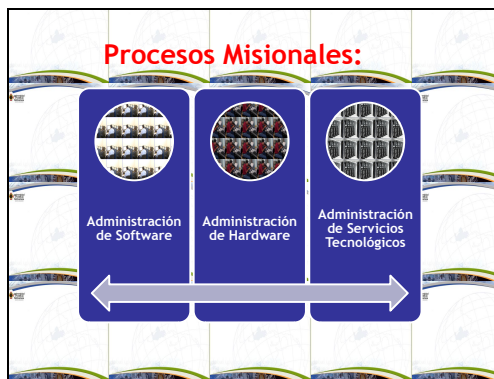 Procesos Misionales:
Administración
de Software
Administración
de Hardware
Administración
de Servicios
Tecnológicos